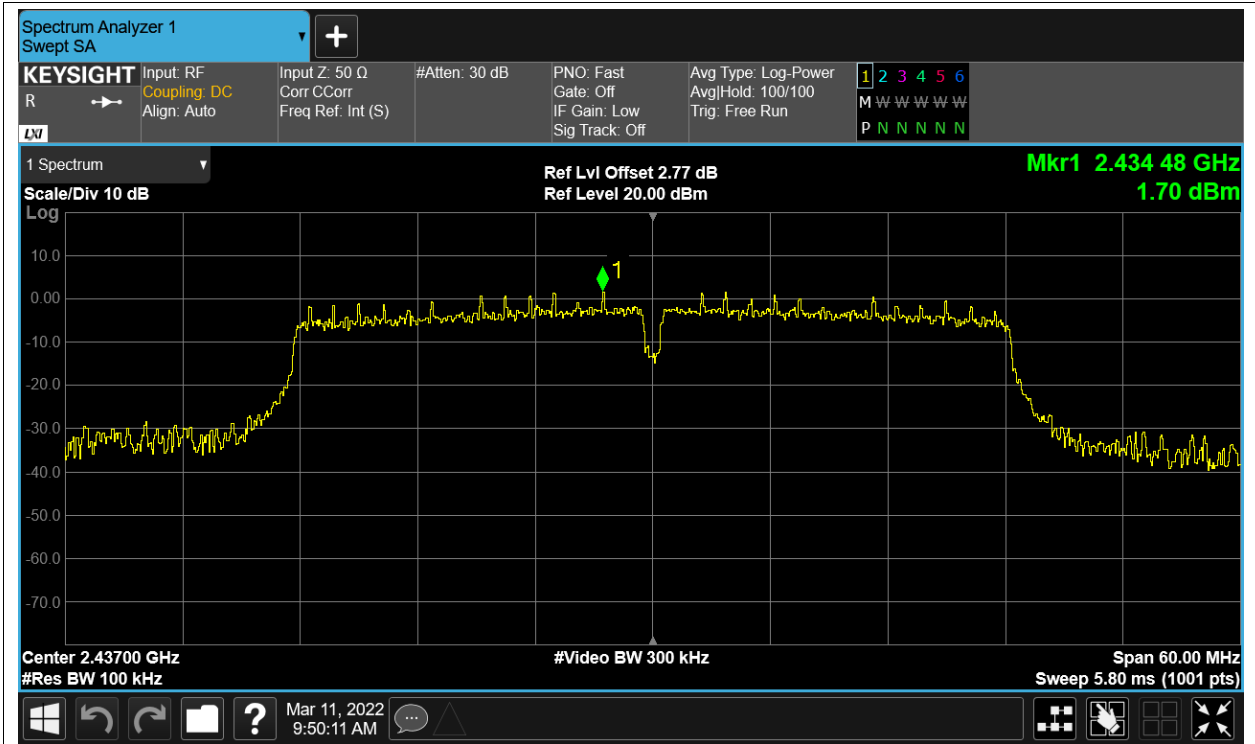 Spectrum Analyzer 1
Swept SA
+
KEYSIGHT Input: RF Input Z: 50 Ω #Atten: 30 dB PNO: Fast Avg Type: Log-Power 1 2 3 4 5 6
R Coupling: DC Corr CCorr Gate: Off Avg|Hold: 100/100 M W W W W W
Align: Auto Freq Ref: Int (S) IF Gain: Low Trig: Free Run
LXI Sig Track: Off P N N N N N
1 Spectrum Ref Lvl Offset 2.77 dB Mkr1 2.434 48 GHz
Scale/Div 10 dB Ref Level 20.00 dBm 1.70 dBm
Log
10.0
1
0.00
-10.0
-20.0
-30.0
-40.0
-50.0
-60.0
-70.0
Center 2.43700 GHz #Video BW 300 kHz Span 60.00 MHz
#Res BW 100 kHz Sweep 5.80 ms (1001 pts)
? Mar 11, 2022
9:50:11 AM